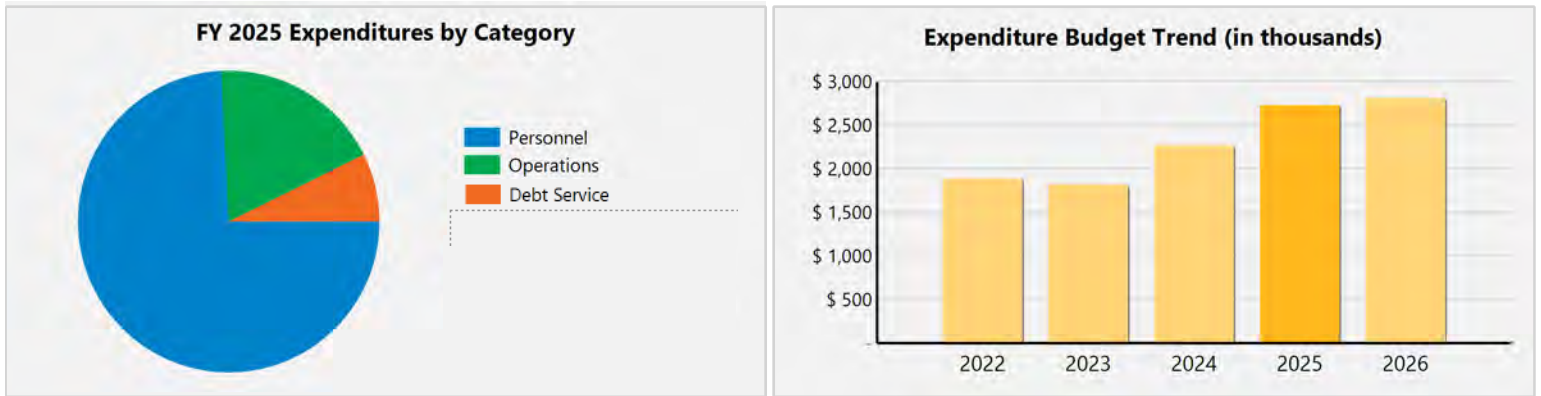 FY 2025 Expenditures by Category
Personnel
Operations
Debt Service
Expenditure Budget Trend (in thousands)
$ 3,000
$ 2,500
$ 2,000
$ 1,500
$ 1,000
$ 500
-
2022
2023
2024
2025
2026